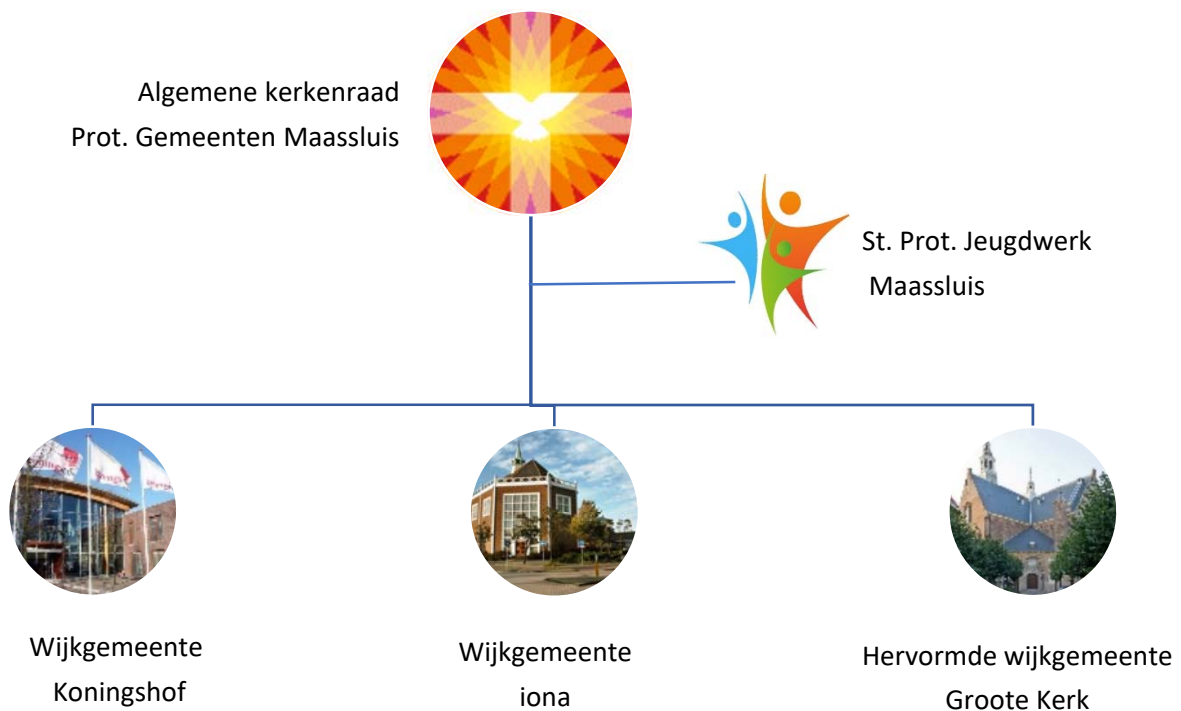 Algemene kerkenraad
Prot. Gemeenten Maassluis
St. Prot. Jeugdwerk
Maassluis
Wijkgemeente
Koningshof
Wijkgemeente
iona
Hervormde wijkgemeente
Groote Kerk